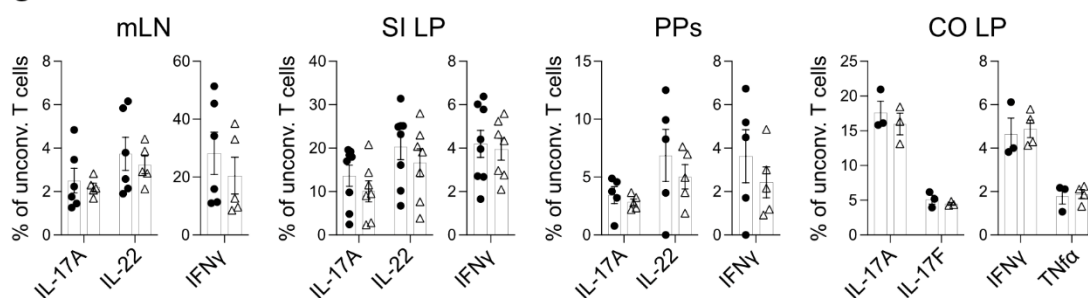 mLN
% of unconv. T cells
8
6
4
2
0
IL-17A
IL-22
60
40
20
0
IFNγ
SI LP
% of unconv. T cells
40
30
20
10
0
IL-17A
IL-22
8
6
4
2
0
IFNγ
PPs
% of unconv. T cells
15
10
5
0
IL-17A
IL-22
8
6
4
2
0
IFNγ
CO LP
% of unconv. T cells
25
20
15
10
5
0
IL-17A
IL-17F
8
6
4
2
0
IFNγ
TNfα